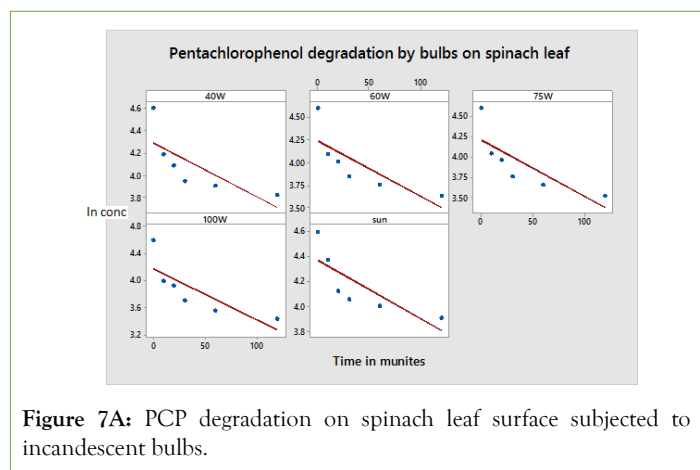 Pentachlorophenol degradation by bulbs on spinach leaf
0 50 100
40W 60W 75W
4.6 4.50 4.50
4.4 4.25 4.25
4.2 4.00 4.00
4.0 3.75 3.75
3.8 3.50 3.50
0 50 100
In conc
100W sun
4.8 4.6
4.4 4.4
4.0 4.2
3.6 4.0
3.2 3.8
0 50 100
Time in munites
Figure 7A: PCP degradation on spinach leaf surface subjected to
incandescent bulbs.